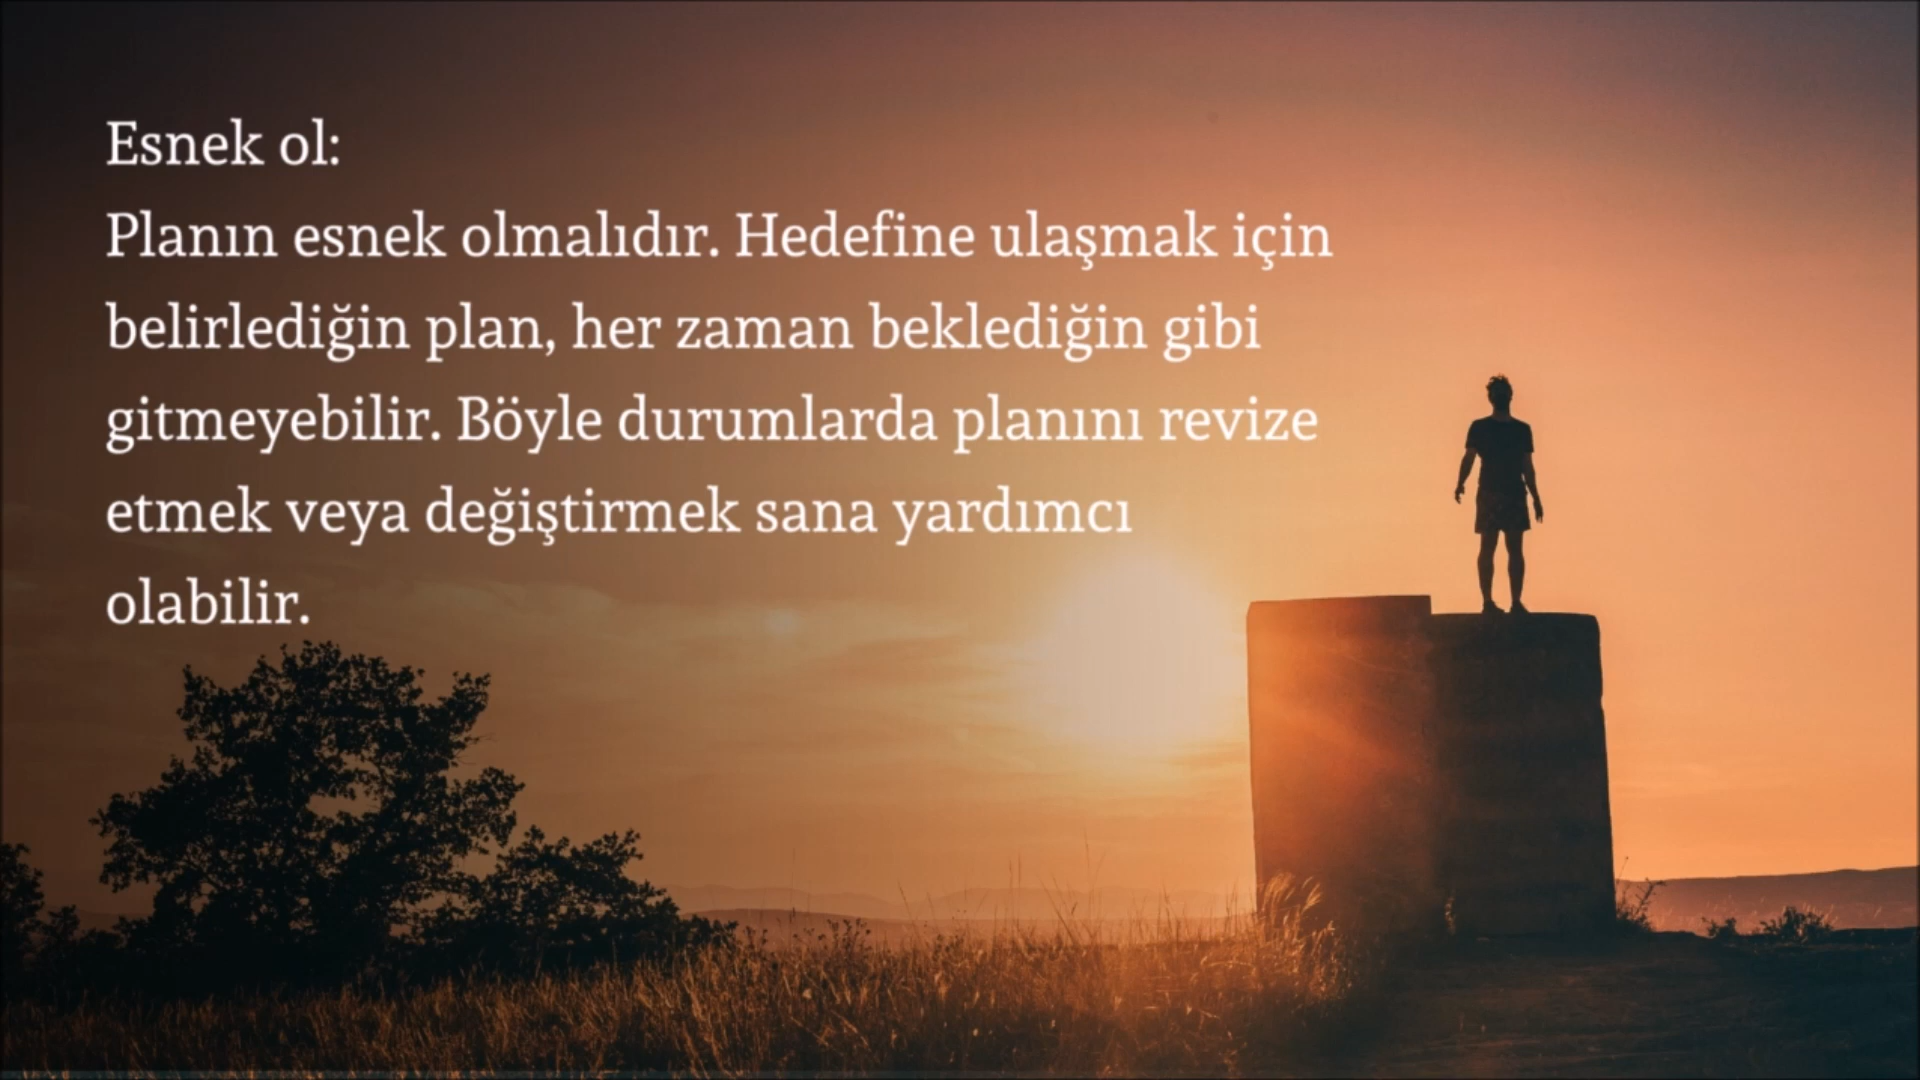 Esnek ol:
Planın esnek olmalıdır. Hedefine ulaşmak için
belirlediğin plan, her zaman beklediğin gibi
gitmeyebilir. Böyle durumlarda planını revize
etmek veya değiştirmek sana yardımcı
olabilir.